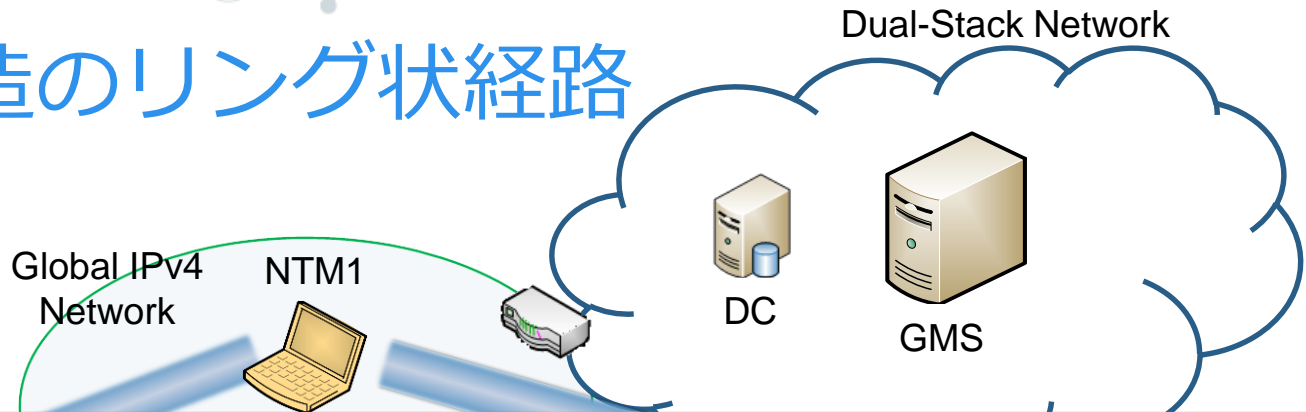 Dual-Stack Network
造のリング状経路
Global IPv4
Network
NTM1
DC
GMS